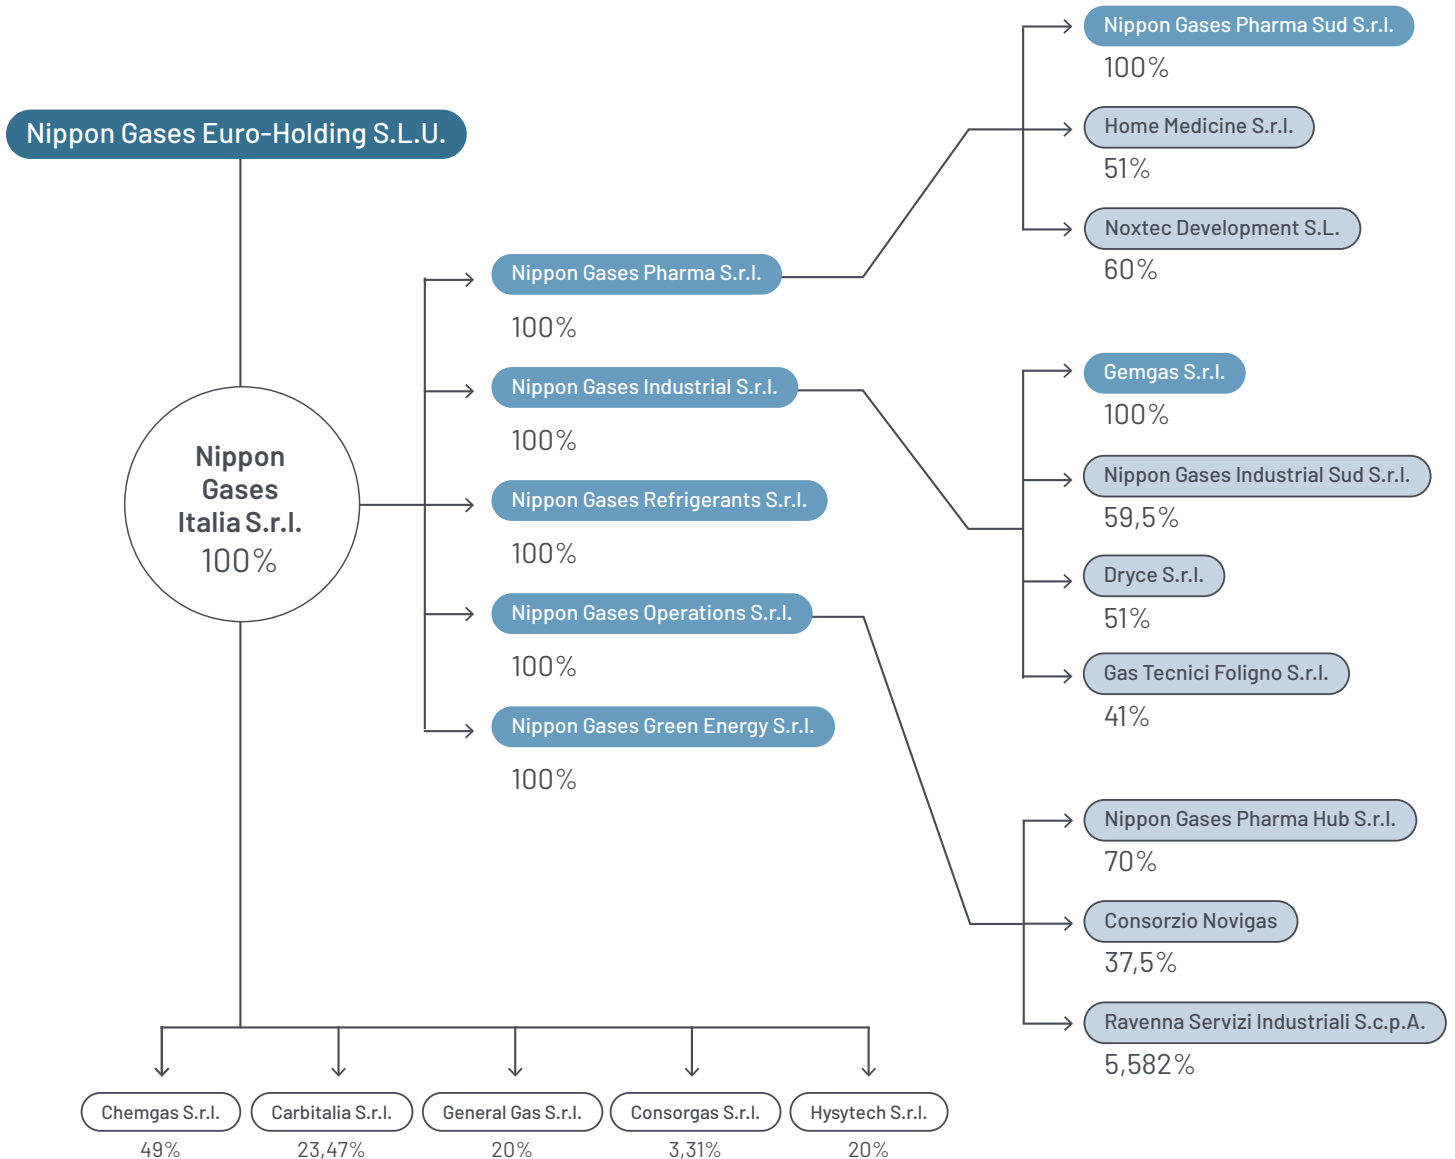 Nippon Gases Euro-Holding S.L.U.
Nippon
Gases
Italia S.r.l.
100%
Nippon Gases Pharma S.r.l.
100%
Nippon Gases Industrial S.r.l.
100%
Nippon Gases Refrigerants S.r.l.
100%
Nippon Gases Operations S.r.l.
100%
Nippon Gases Green Energy S.r.l.
100%
Nippon Gases Pharma Sud S.r.l.
100%
Home Medicine S.r.l.
51%
Noxtec Development S.L.
60%
Gemgas S.r.l.
100%
Nippon Gases Industrial Sud S.r.l.
59,5%
Dryce S.r.l.
51%
Gas Tecnici Foligno S.r.l.
41%
Nippon Gases Pharma Hub S.r.l.
70%
Consorzio Novigas
37,5%
Ravenna Servizi Industriali S.c.p.A.
5,582%
Chemgas S.r.l.
49%
Carbitalia S.r.l.
23,47%
General Gas S.r.l.
20%
Consorgas S.r.l.
3,31%
Hysytech S.r.l.
20%